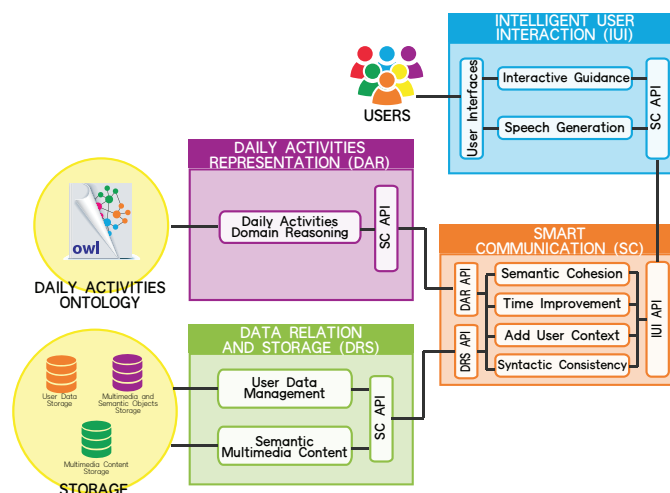 INTELLIGENT USER
INTERACTION (IUI)
USERS
User Interfaces
Interactive Guidance
Speech Generation
SC API
DAILY ACTIVITIES
REPRESENTATION (DAR)
Daily Activities
Domain Reasoning
SC API
owl
DAILY ACTIVITIES
ONTOLOGY
SMART
COMMUNICATION (SC)
DAR API
DRS API
Semantic Cohesion
Time Improvement
Add User Context
Syntactic Consistency
IUI API
DATA RELATION
AND STORAGE (DRS)
User Data
Management
Semantic
Multimedia Content
SC API
User Data
Storage
Multimedia and
Semantic Objects
Storage
Multimedia Content
Storage
STORAGE